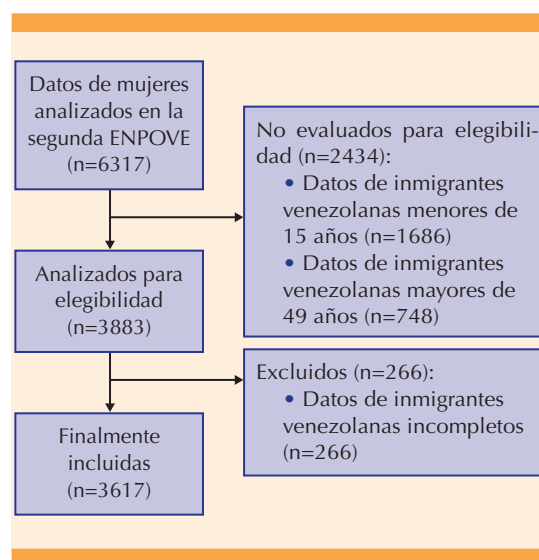 Datos de mujeres
analizados en la
segunda ENPOVE
(n=6317)
No evaluados para elegibili-
dad (n=2434):
• Datos de inmigrantes
venezolanas menores de
15 años (n=1686)
• Datos de inmigrantes
venezolanas mayores de
49 años (n=748)
Analizados para
elegibilidad
(n=3883)
Excluidos (n=266):
• Datos de inmigrantes
venezolanas incompletos
(n=266)
Finalmente
incluidas
(n=3617)